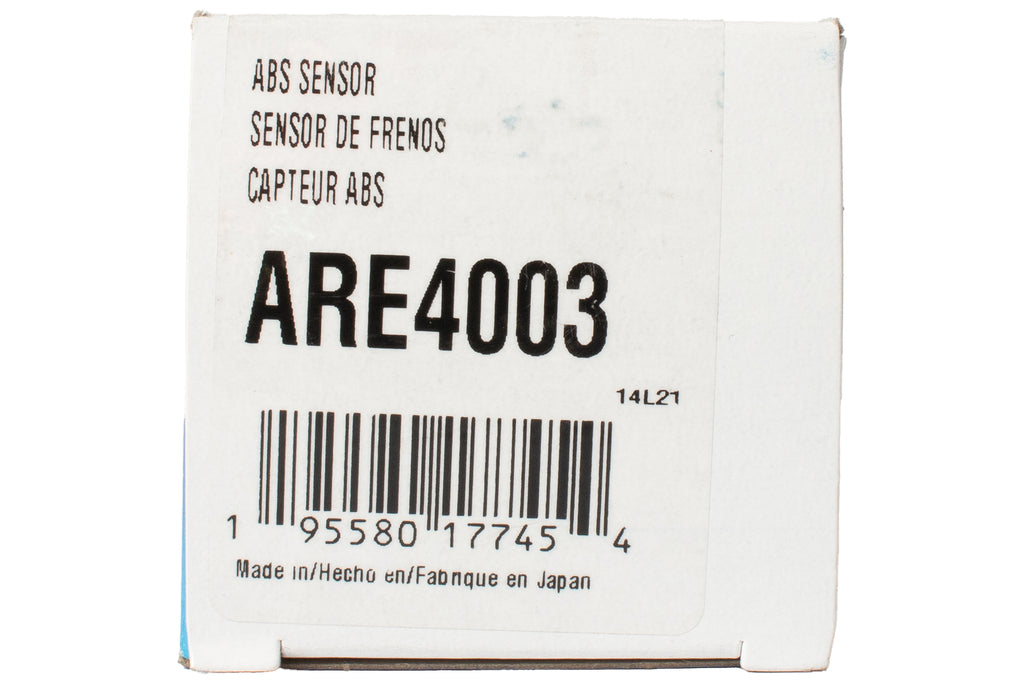 ABS SENSOR
SENSOR DE FRENOS
CAPTEUR ABS
ARE4003
14L21
1 95580 17745 4
Made in/Hecho en/Fabrique en Japan